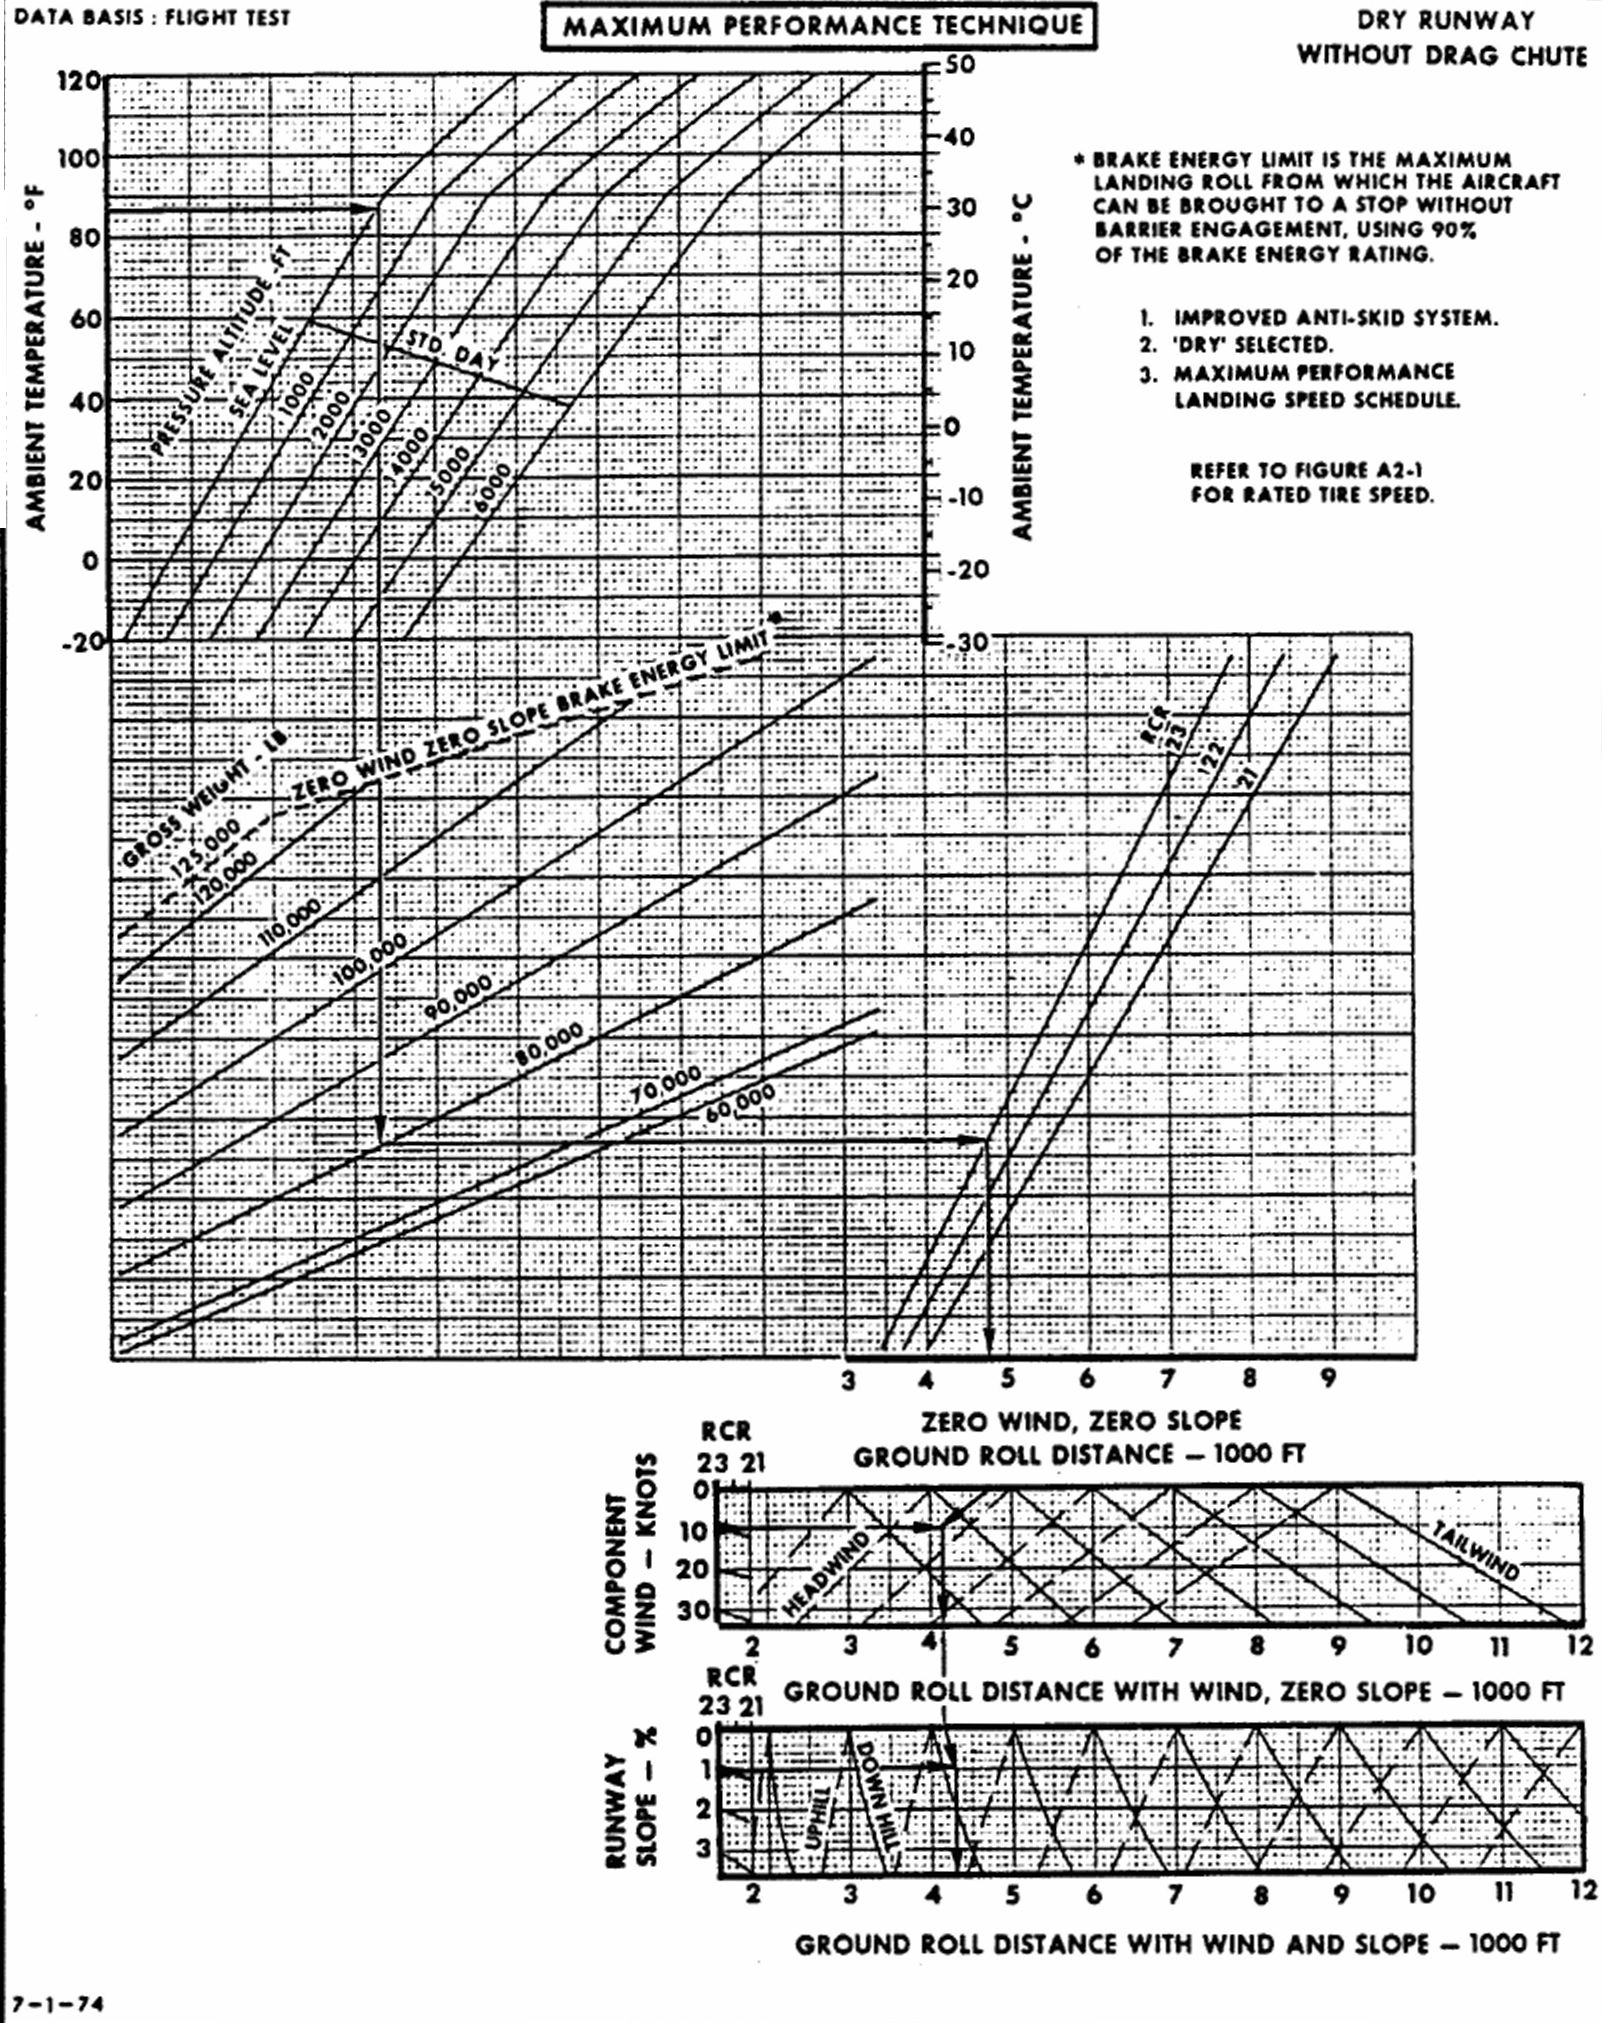 DATA BASIS : FLIGHT TEST
MAXIMUM PERFORMANCE TECHNIQUE
DRY RUNWAY
WITHOUT DRAG CHUTE
120
100
80
60
40
20
0
-20
AMBIENT TEMPERATURE - °F
50
40
30
20
10
0
-10
-20
-30
AMBIENT TEMPERATURE - °C
PRESSURE ALTITUDE -FT
SEA LEVEL
1000
2000
3000
4000
5000
6000
STD. DAY
* BRAKE ENERGY LIMIT IS THE MAXIMUM
LANDING ROLL FROM WHICH THE AIRCRAFT
CAN BE BROUGHT TO A STOP WITHOUT
BARRIER ENGAGEMENT, USING 90%
OF THE BRAKE ENERGY RATING.
1. IMPROVED ANTI-SKID SYSTEM.
2. 'DRY' SELECTED.
3. MAXIMUM PERFORMANCE
LANDING SPEED SCHEDULE.
REFER TO FIGURE A2-1
FOR RATED TIRE SPEED.
ZERO WIND ZERO SLOPE BRAKE ENERGY LIMIT *
GROSS WEIGHT - LB
125,000
120,000
110,000
100,000
90,000
80,000
70,000
60,000
RCR
23
22
21
3 4 5 6 7 8 9
ZERO WIND, ZERO SLOPE
GROUND ROLL DISTANCE — 1000 FT
RCR
23 21
COMPONENT
WIND — KNOTS
0
10
20
30
HEADWIND
TAILWIND
2 3 4 5 6 7 8 9 10 11 12
GROUND ROLL DISTANCE WITH WIND, ZERO SLOPE — 1000 FT
RCR
23 21
RUNWAY
SLOPE — %
0
1
2
3
UPHILL
DOWN HILL
2 3 4 5 6 7 8 9 10 11 12
GROUND ROLL DISTANCE WITH WIND AND SLOPE — 1000 FT
7-1-74